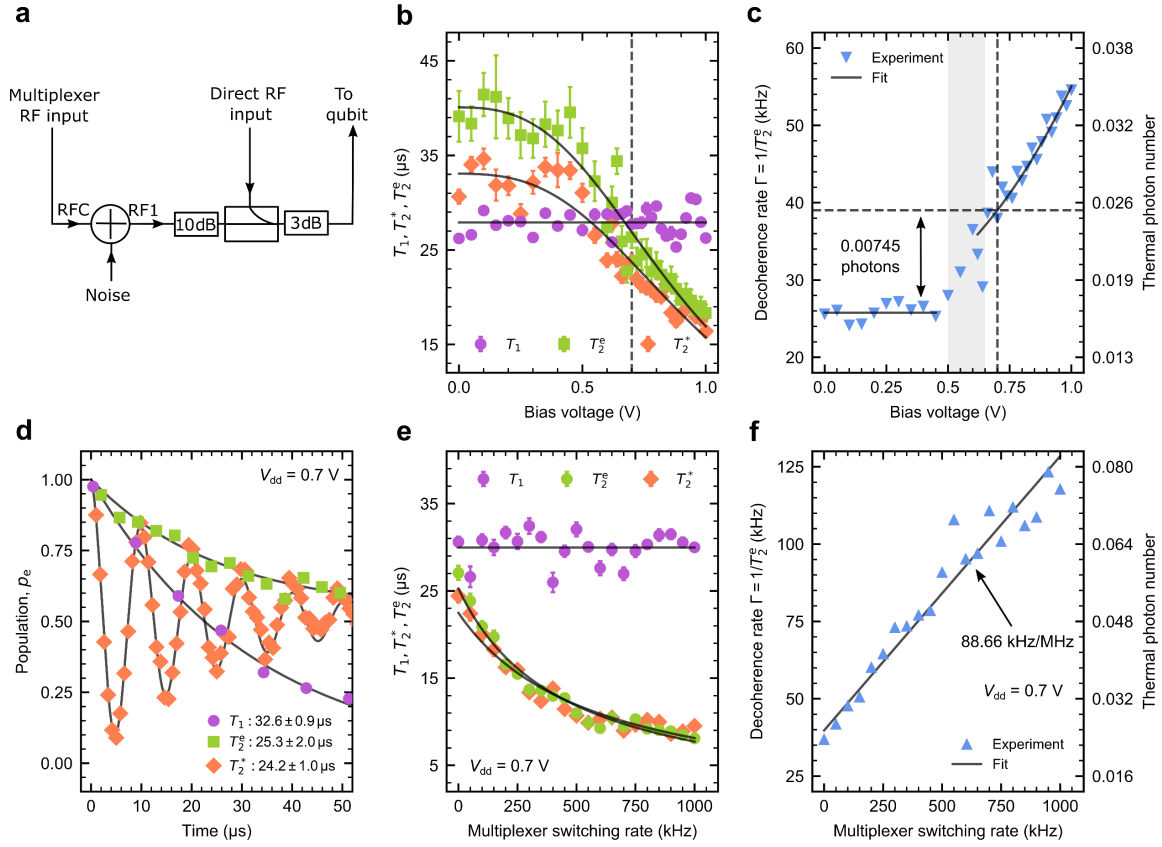 a
Multiplexer
RF input
Direct RF
input
To
qubit
RFC
RF1
10dB
3dB
Noise
b
T₁, T₂*, T₂ᵉ (µs)
45
35
25
15
T₁
T₂ᵉ
T₂*
0.0
0.5
1.0
Bias voltage (V)
c
Decoherence rate Γ = 1/T₂ᵉ (kHz)
60
50
40
30
20
Experiment
Fit
0.00745
photons
0.038
0.032
0.026
0.019
0.013
Thermal photon number
0.0
0.25
0.5
0.75
1.0
Bias voltage (V)
d
Population, pₑ
1.00
0.75
0.50
0.25
0.00
V_dd = 0.7 V
T₁ : 32.6 ± 0.9 µs
T₂ᵉ : 25.3 ± 2.0 µs
T₂* : 24.2 ± 1.0 µs
0
10
20
30
40
50
Time (µs)
e
T₁, T₂*, T₂ᵉ (µs)
35
25
15
5
T₁
T₂ᵉ
T₂*
V_dd = 0.7 V
0
250
500
750
1000
Multiplexer switching rate (kHz)
f
Decoherence rate Γ = 1/T₂ᵉ (kHz)
125
100
75
50
25
88.66 kHz/MHz
V_dd = 0.7 V
Experiment
Fit
0.080
0.064
0.048
0.032
0.016
Thermal photon number
0
250
500
750
1000
Multiplexer switching rate (kHz)